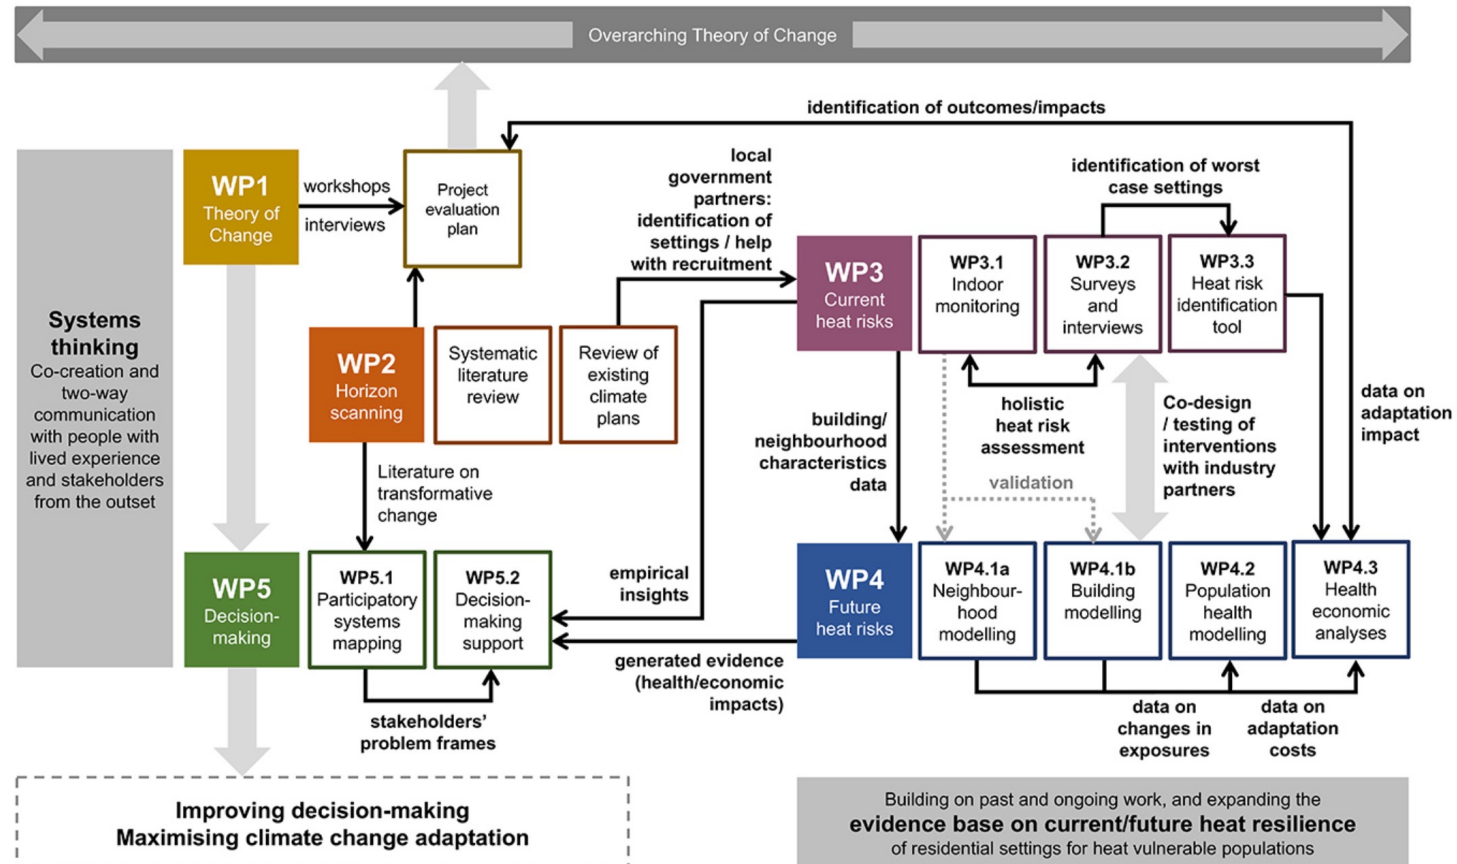 Overarching Theory of Change
identification of outcomes/impacts
Systems
thinking
Co-creation and
two-way
communication
with people with
lived experience
and stakeholders
from the outset
WP1
Theory of
Change
workshops
interviews
Project
evaluation
plan
local
government
partners:
identification of
settings / help
with recruitment
identification of worst
case settings
WP2
Horizon
scanning
Systematic
literature
review
Review of
existing
climate
plans
WP3
Current
heat risks
WP3.1
Indoor
monitoring
WP3.2
Surveys
and
interviews
WP3.3
Heat risk
identification
tool
Literature on
transformative
change
building/
neighbourhood
characteristics
data
holistic
heat risk
assessment
validation
Co-design
/ testing of
interventions
with industry
partners
data on
adaptation
impact
WP5
Decision-
making
WP5.1
Participatory
systems
mapping
WP5.2
Decision-
making
support
empirical
insights
generated evidence
(health/economic
impacts)
WP4
Future
heat risks
WP4.1a
Neighbour-
hood
modelling
WP4.1b
Building
modelling
WP4.2
Population
health
modelling
WP4.3
Health
economic
analyses
stakeholders’
problem frames
data on
changes in
exposures
data on
adaptation
costs
Improving decision-making
Maximising climate change adaptation
Building on past and ongoing work, and expanding the
evidence base on current/future heat resilience
of residential settings for heat vulnerable populations